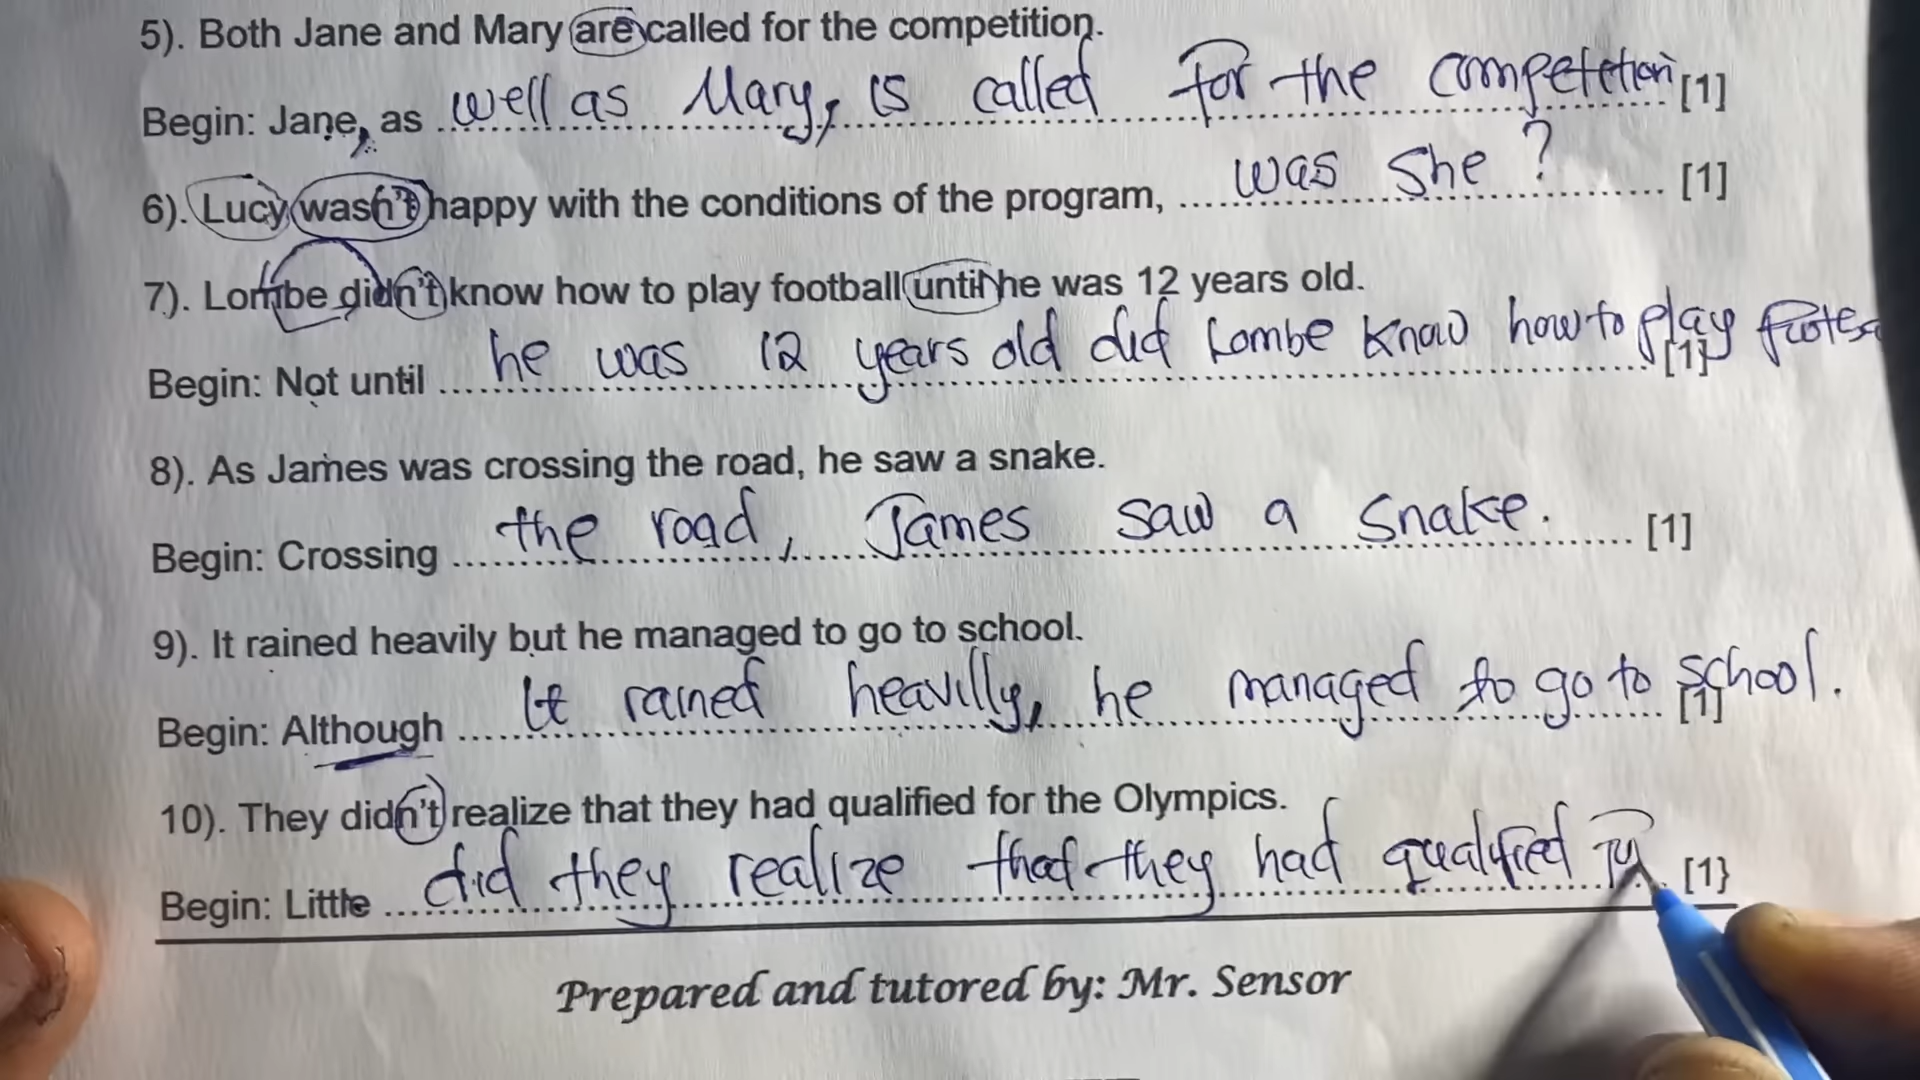 5). Both Jane and Mary are called for the competition.
Begin: Jane, as well as Mary, is called for the competetion [1]
6). Lucy wasn't happy with the conditions of the program, was she? [1]
7). Lombe didn't know how to play football until he was 12 years old.
Begin: Not until he was 12 years old did Lombe know how to play [1]
8). As James was crossing the road, he saw a snake.
Begin: Crossing the road, James saw a snake. [1]
9). It rained heavily but he managed to go to school.
Begin: Although it rained heavilly, he managed to go to school. [1]
10). They didn't realize that they had qualified for the Olympics.
Begin: Little did they realize that they had qualified [1}
Prepared and tutored by: Mr. Sensor